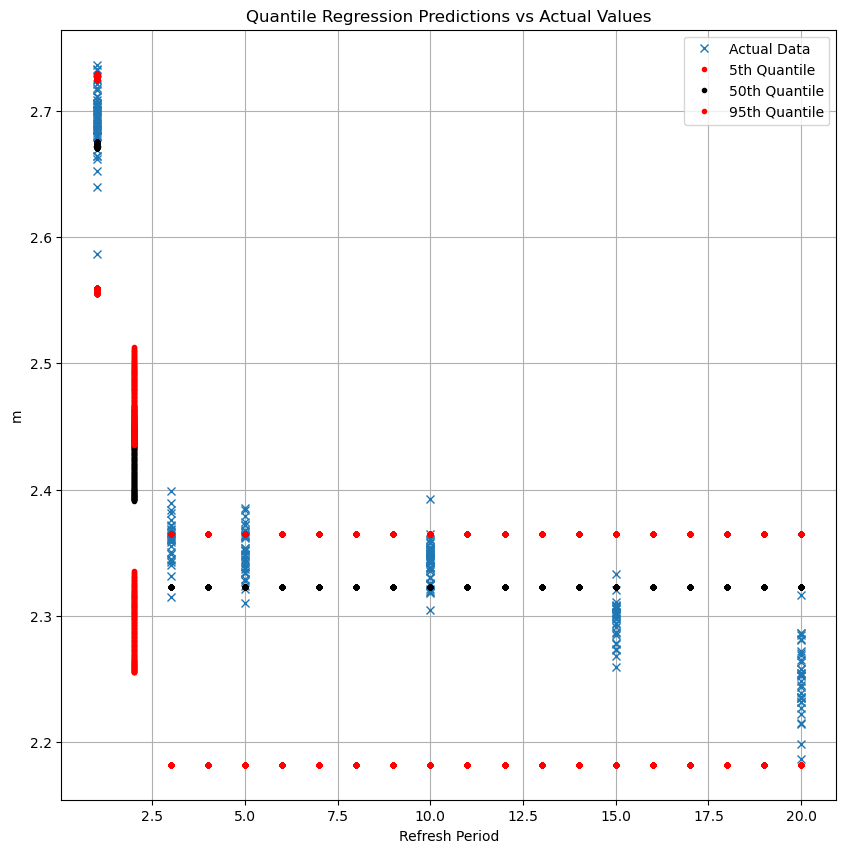 Quantile Regression Predictions vs Actual Values
Actual Data
5th Quantile
50th Quantile
95th Quantile
2.7
2.6
2.5
2.4
2.3
2.2
m
2.5
5.0
7.5
10.0
12.5
15.0
17.5
20.0
Refresh Period